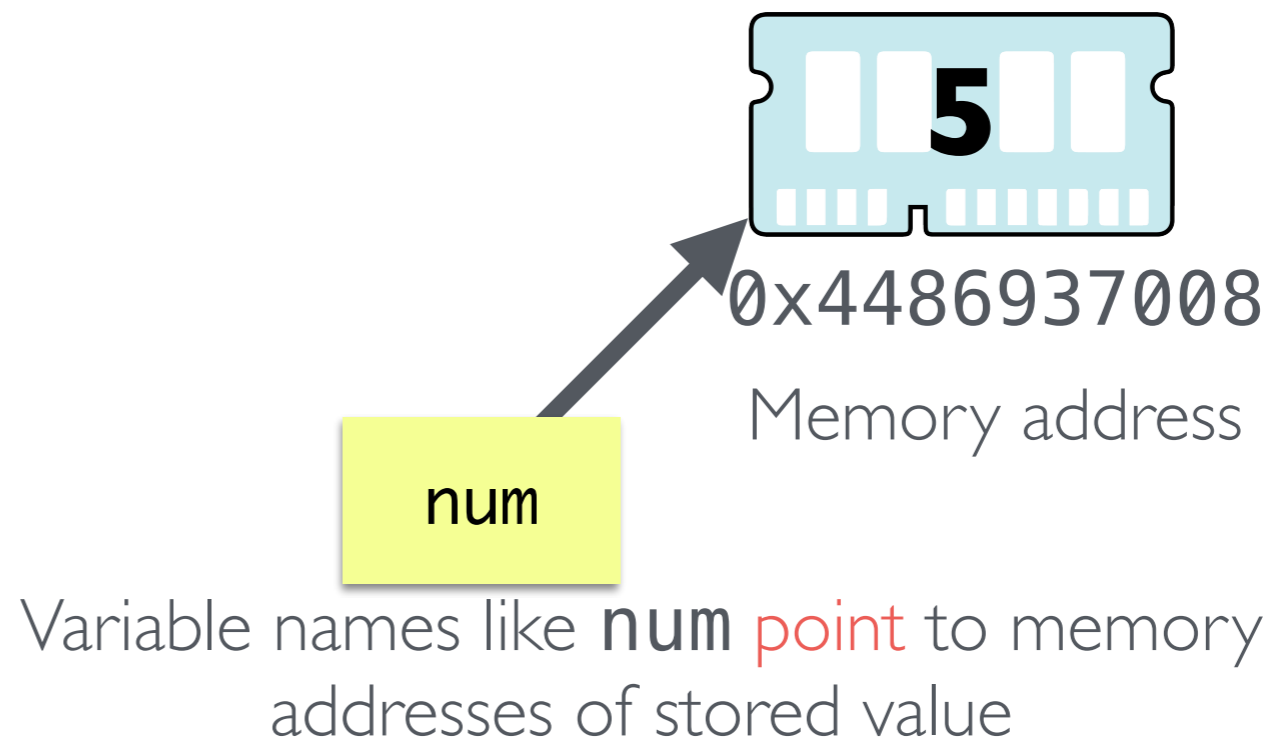 5
0x4486937008
Memory address
num
Variable names like num point to memory
addresses of stored value